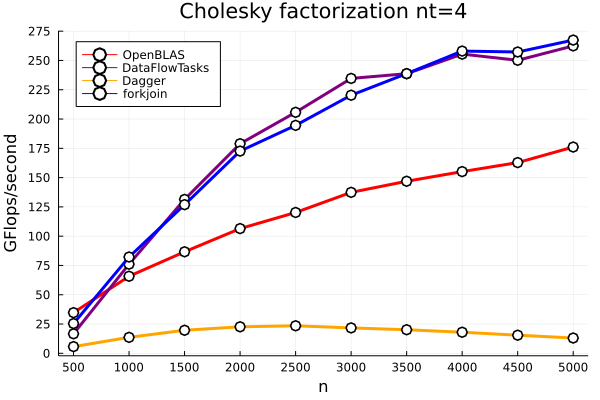 Cholesky factorization nt=4
GFlops/second
275
250
225
200
175
150
125
100
75
50
25
0
OpenBLAS
DataFlowTasks
Dagger
forkjoin
500 1000 1500 2000 2500 3000 3500 4000 4500 5000
n